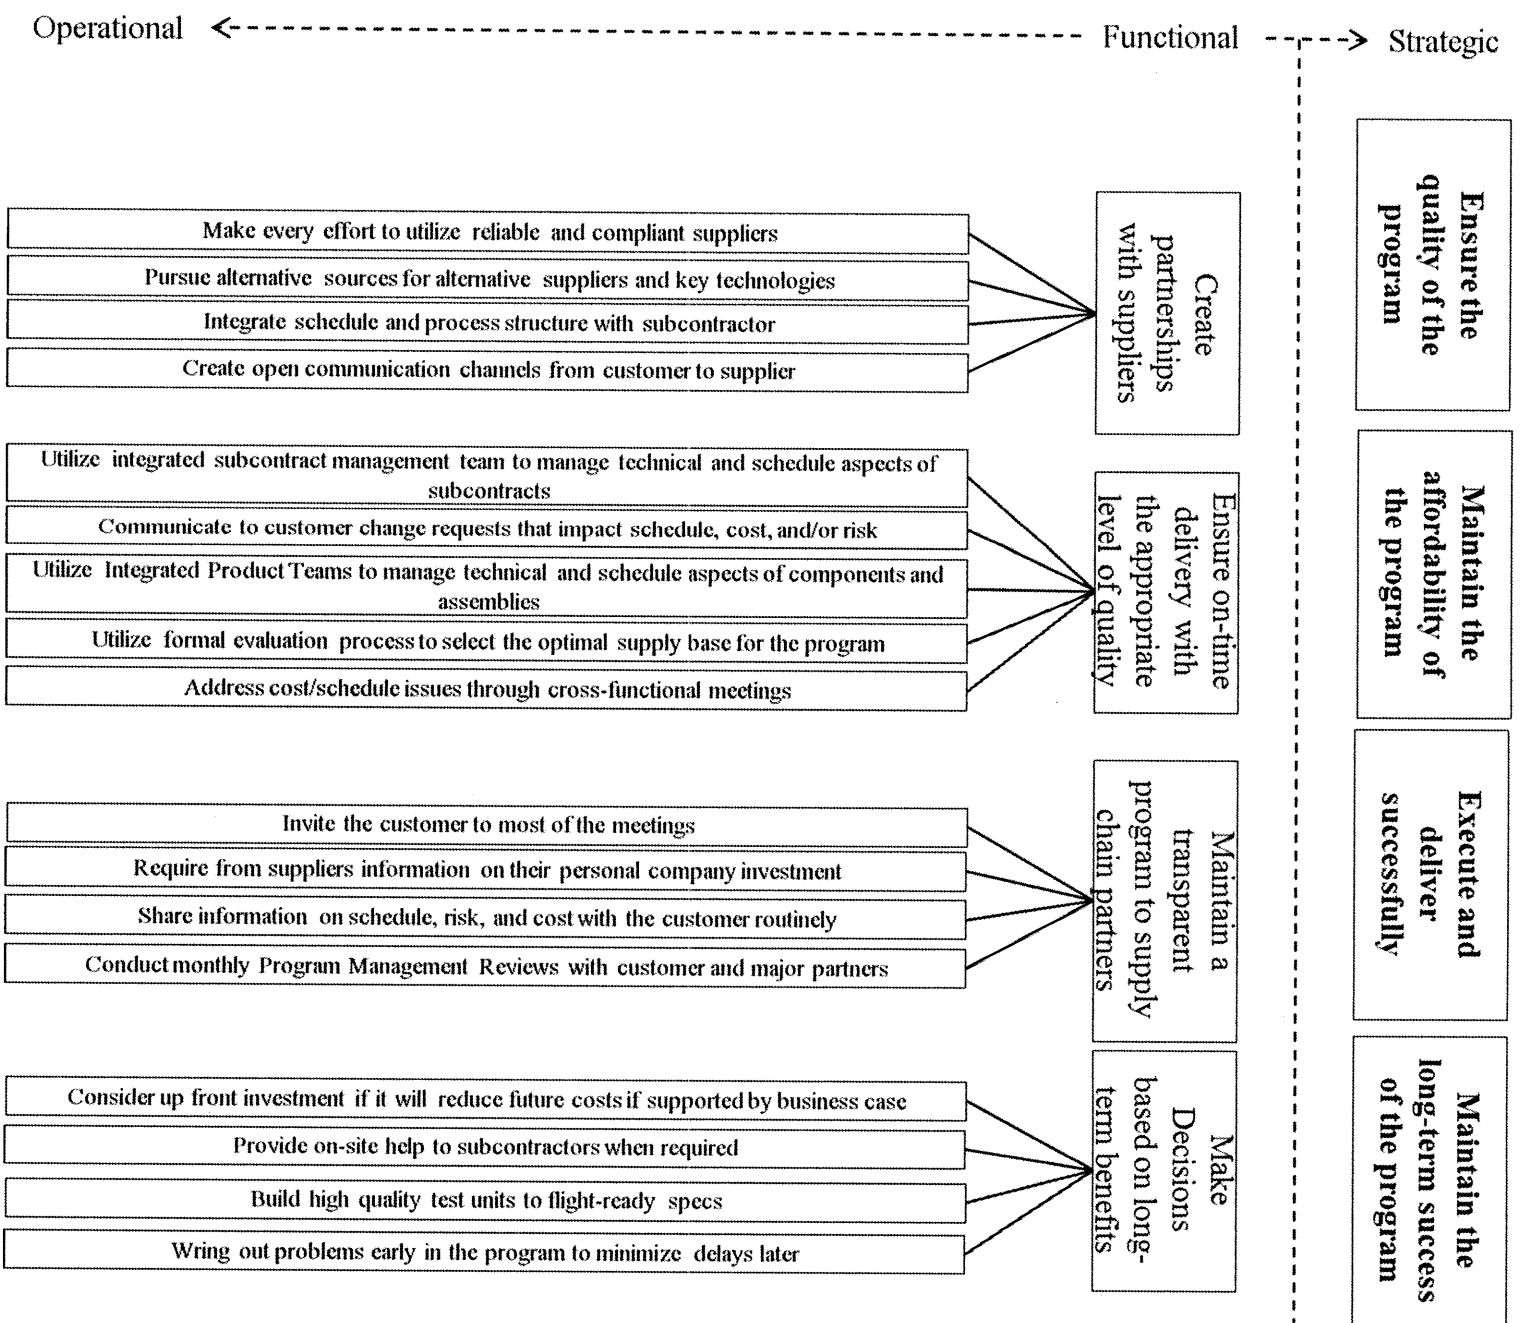 Operational
Functional
Strategic
Make every effort to utilize reliable and compliant suppliers
Pursue alternative sources for alternative suppliers and key technologies
Integrate schedule and process structure with subcontractor
Create open communication channels from customer to supplier
Create
partnerships
with suppliers
Utilize integrated subcontract management team to manage technical and schedule aspects of
subcontracts
Communicate to customer change requests that impact schedule, cost, and/or risk
Utilize Integrated Product Teams to manage technical and schedule aspects of components and
assemblies
Utilize formal evaluation process to select the optimal supply base for the program
Address cost/schedule issues through cross-functional meetings
Ensure on-time
delivery with
the appropriate
level of quality
Invite the customer to most of the meetings
Require from suppliers information on their personal company investment
Share information on schedule, risk, and cost with the customer routinely
Conduct monthly Program Management Reviews with customer and major partners
Maintain a
transparent
program to supply
chain partners
Consider up front investment if it will reduce future costs if supported by business case
Provide on-site help to subcontractors when required
Build high quality test units to flight-ready specs
Wring out problems early in the program to minimize delays later
Make
Decisions
based on long-
term benefits
Ensure the
quality of the
program
Maintain the
affordability of
the program
Execute and
deliver
successfully
Maintain the
long-term success
of the program